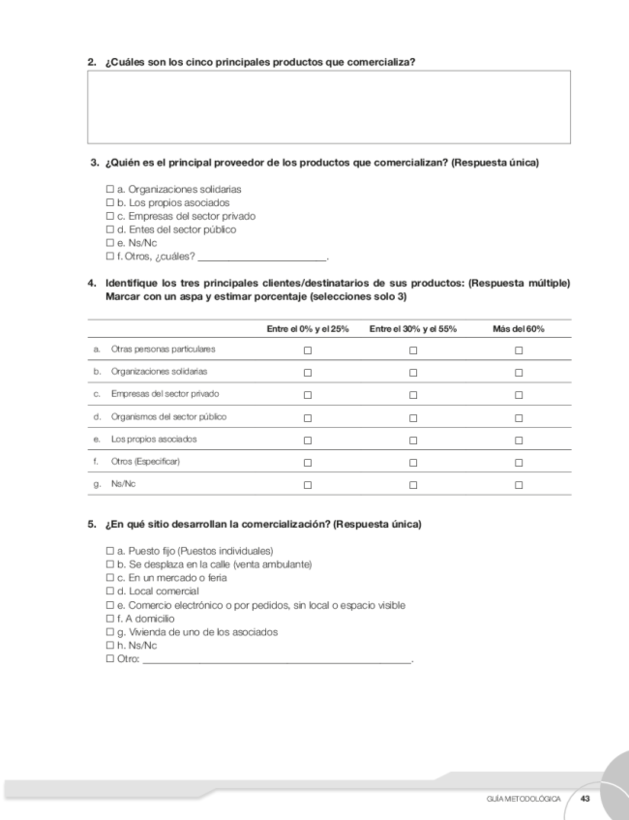 2. ¿Cuáles son los cinco principales productos que comercializa?
3. ¿Quién es el principal proveedor de los productos que comercializan? (Respuesta única)
☐ a. Organizaciones solidarias
☐ b. Los propios asociados
☐ c. Empresas del sector privado
☐ d. Entes del sector público
☐ e. Ns/Nc
☐ f. Otros, ¿cuáles? ________________________.
4. Identifique los tres principales clientes/destinatarios de sus productos: (Respuesta múltiple)
Marcar con un aspa y estimar porcentaje (selecciones solo 3)
Entre el 0% y el 25% Entre el 30% y el 55% Más del 60%
a. Otras personas particulares ☐ ☐ ☐
b. Organizaciones solidarias ☐ ☐ ☐
c. Empresas del sector privado ☐ ☐ ☐
d. Organismos del sector público ☐ ☐ ☐
e. Los propios asociados ☐ ☐ ☐
f. Otros (Especificar) ☐ ☐ ☐
g. Ns/Nc ☐ ☐ ☐
5. ¿En qué sitio desarrollan la comercialización? (Respuesta única)
☐ a. Puesto fijo (Puestos individuales)
☐ b. Se desplaza en la calle (venta ambulante)
☐ c. En un mercado o feria
☐ d. Local comercial
☐ e. Comercio electrónico o por pedidos, sin local o espacio visible
☐ f. A domicilio
☐ g. Vivienda de uno de los asociados
☐ h. Ns/Nc
☐ Otro: __________________________________________________.
GUÍA METODOLÓGICA 43